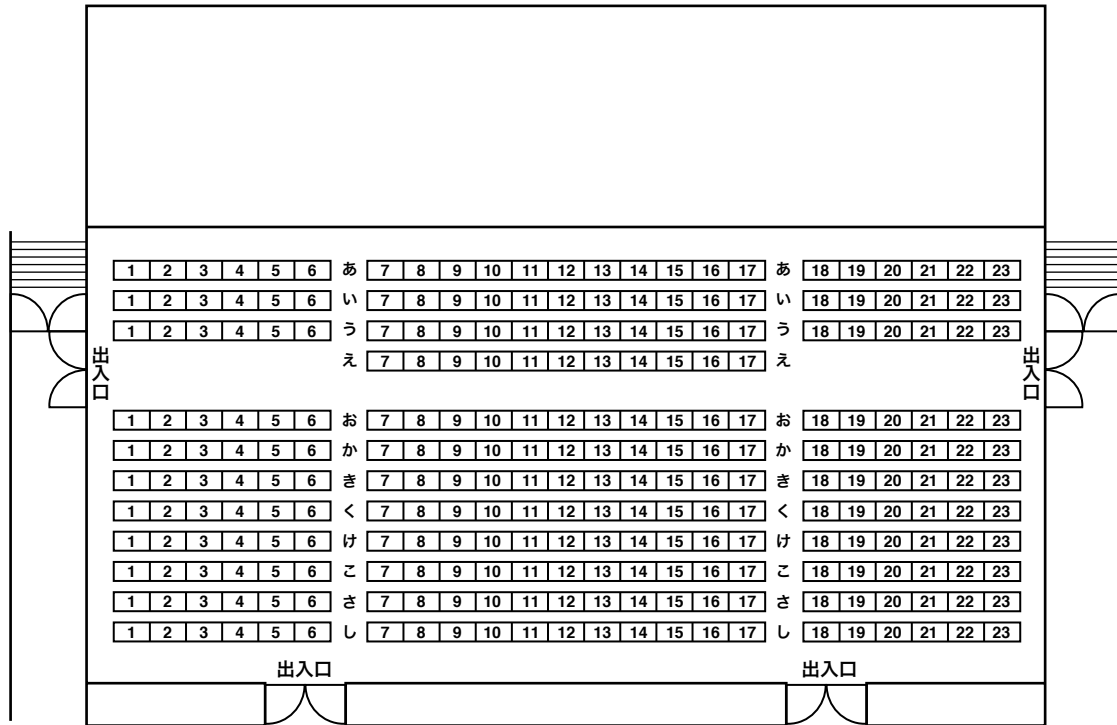 1 2 3 4 5 6 あ 7 8 9 10 11 12 13 14 15 16 17 あ 18 19 20 21 22 23
1 2 3 4 5 6 い 7 8 9 10 11 12 13 14 15 16 17 い 18 19 20 21 22 23
1 2 3 4 5 6 う 7 8 9 10 11 12 13 14 15 16 17 う 18 19 20 21 22 23
え 7 8 9 10 11 12 13 14 15 16 17 え
出入口
出入口
1 2 3 4 5 6 お 7 8 9 10 11 12 13 14 15 16 17 お 18 19 20 21 22 23
1 2 3 4 5 6 か 7 8 9 10 11 12 13 14 15 16 17 か 18 19 20 21 22 23
1 2 3 4 5 6 き 7 8 9 10 11 12 13 14 15 16 17 き 18 19 20 21 22 23
1 2 3 4 5 6 く 7 8 9 10 11 12 13 14 15 16 17 く 18 19 20 21 22 23
1 2 3 4 5 6 け 7 8 9 10 11 12 13 14 15 16 17 け 18 19 20 21 22 23
1 2 3 4 5 6 こ 7 8 9 10 11 12 13 14 15 16 17 こ 18 19 20 21 22 23
1 2 3 4 5 6 さ 7 8 9 10 11 12 13 14 15 16 17 さ 18 19 20 21 22 23
1 2 3 4 5 6 し 7 8 9 10 11 12 13 14 15 16 17 し 18 19 20 21 22 23
出入口 出入口